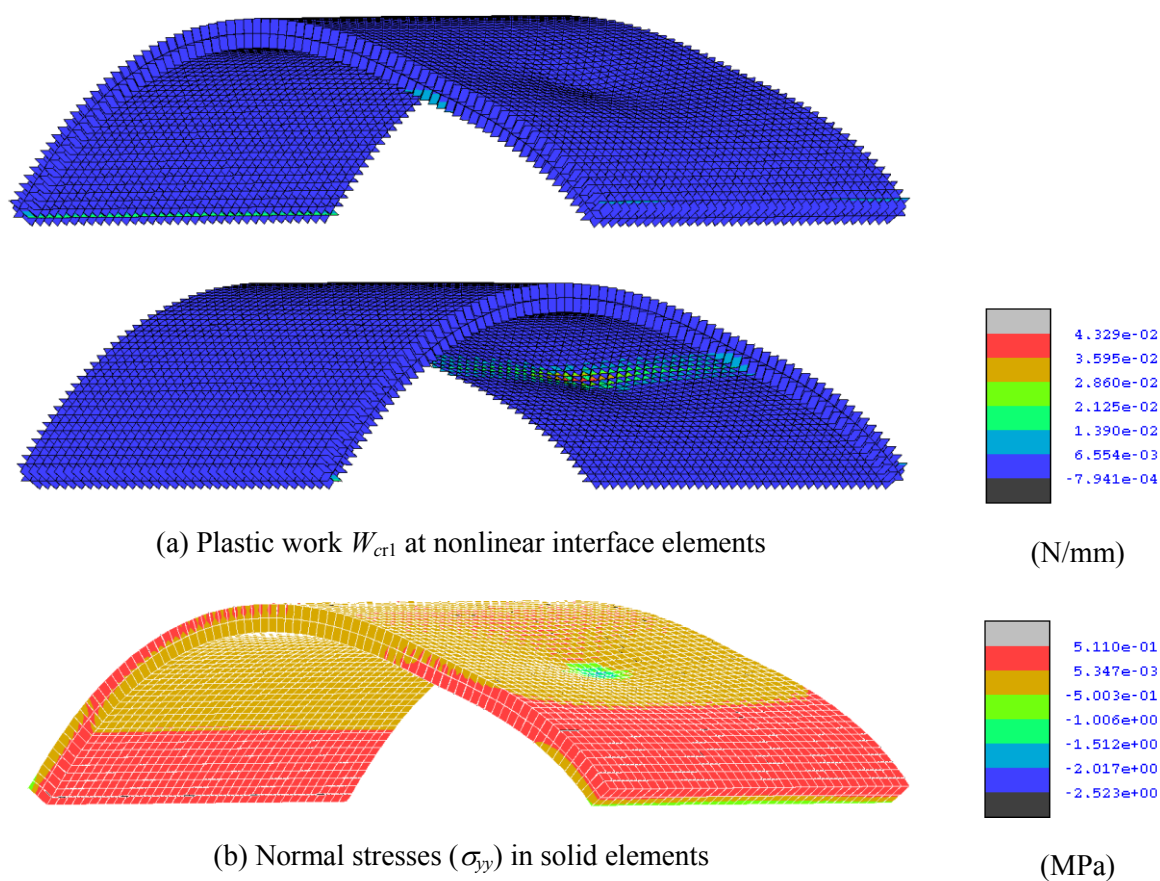 4.329e-02
3.595e-02
2.860e-02
2.125e-02
1.390e-02
6.554e-03
-7.941e-04
(a) Plastic work Wcr1 at nonlinear interface elements
(N/mm)
5.110e-01
5.347e-03
-5.003e-01
-1.006e+00
-1.512e+00
-2.017e+00
-2.523e+00
(b) Normal stresses (σyy) in solid elements
(MPa)